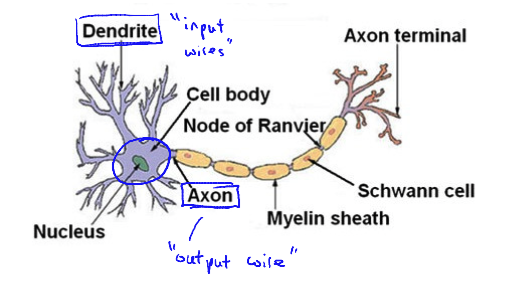 Dendrite
"input
wires"
Axon terminal
Cell body
Node of Ranvier
Axon
Schwann cell
Myelin sheath
Nucleus
"output wire"